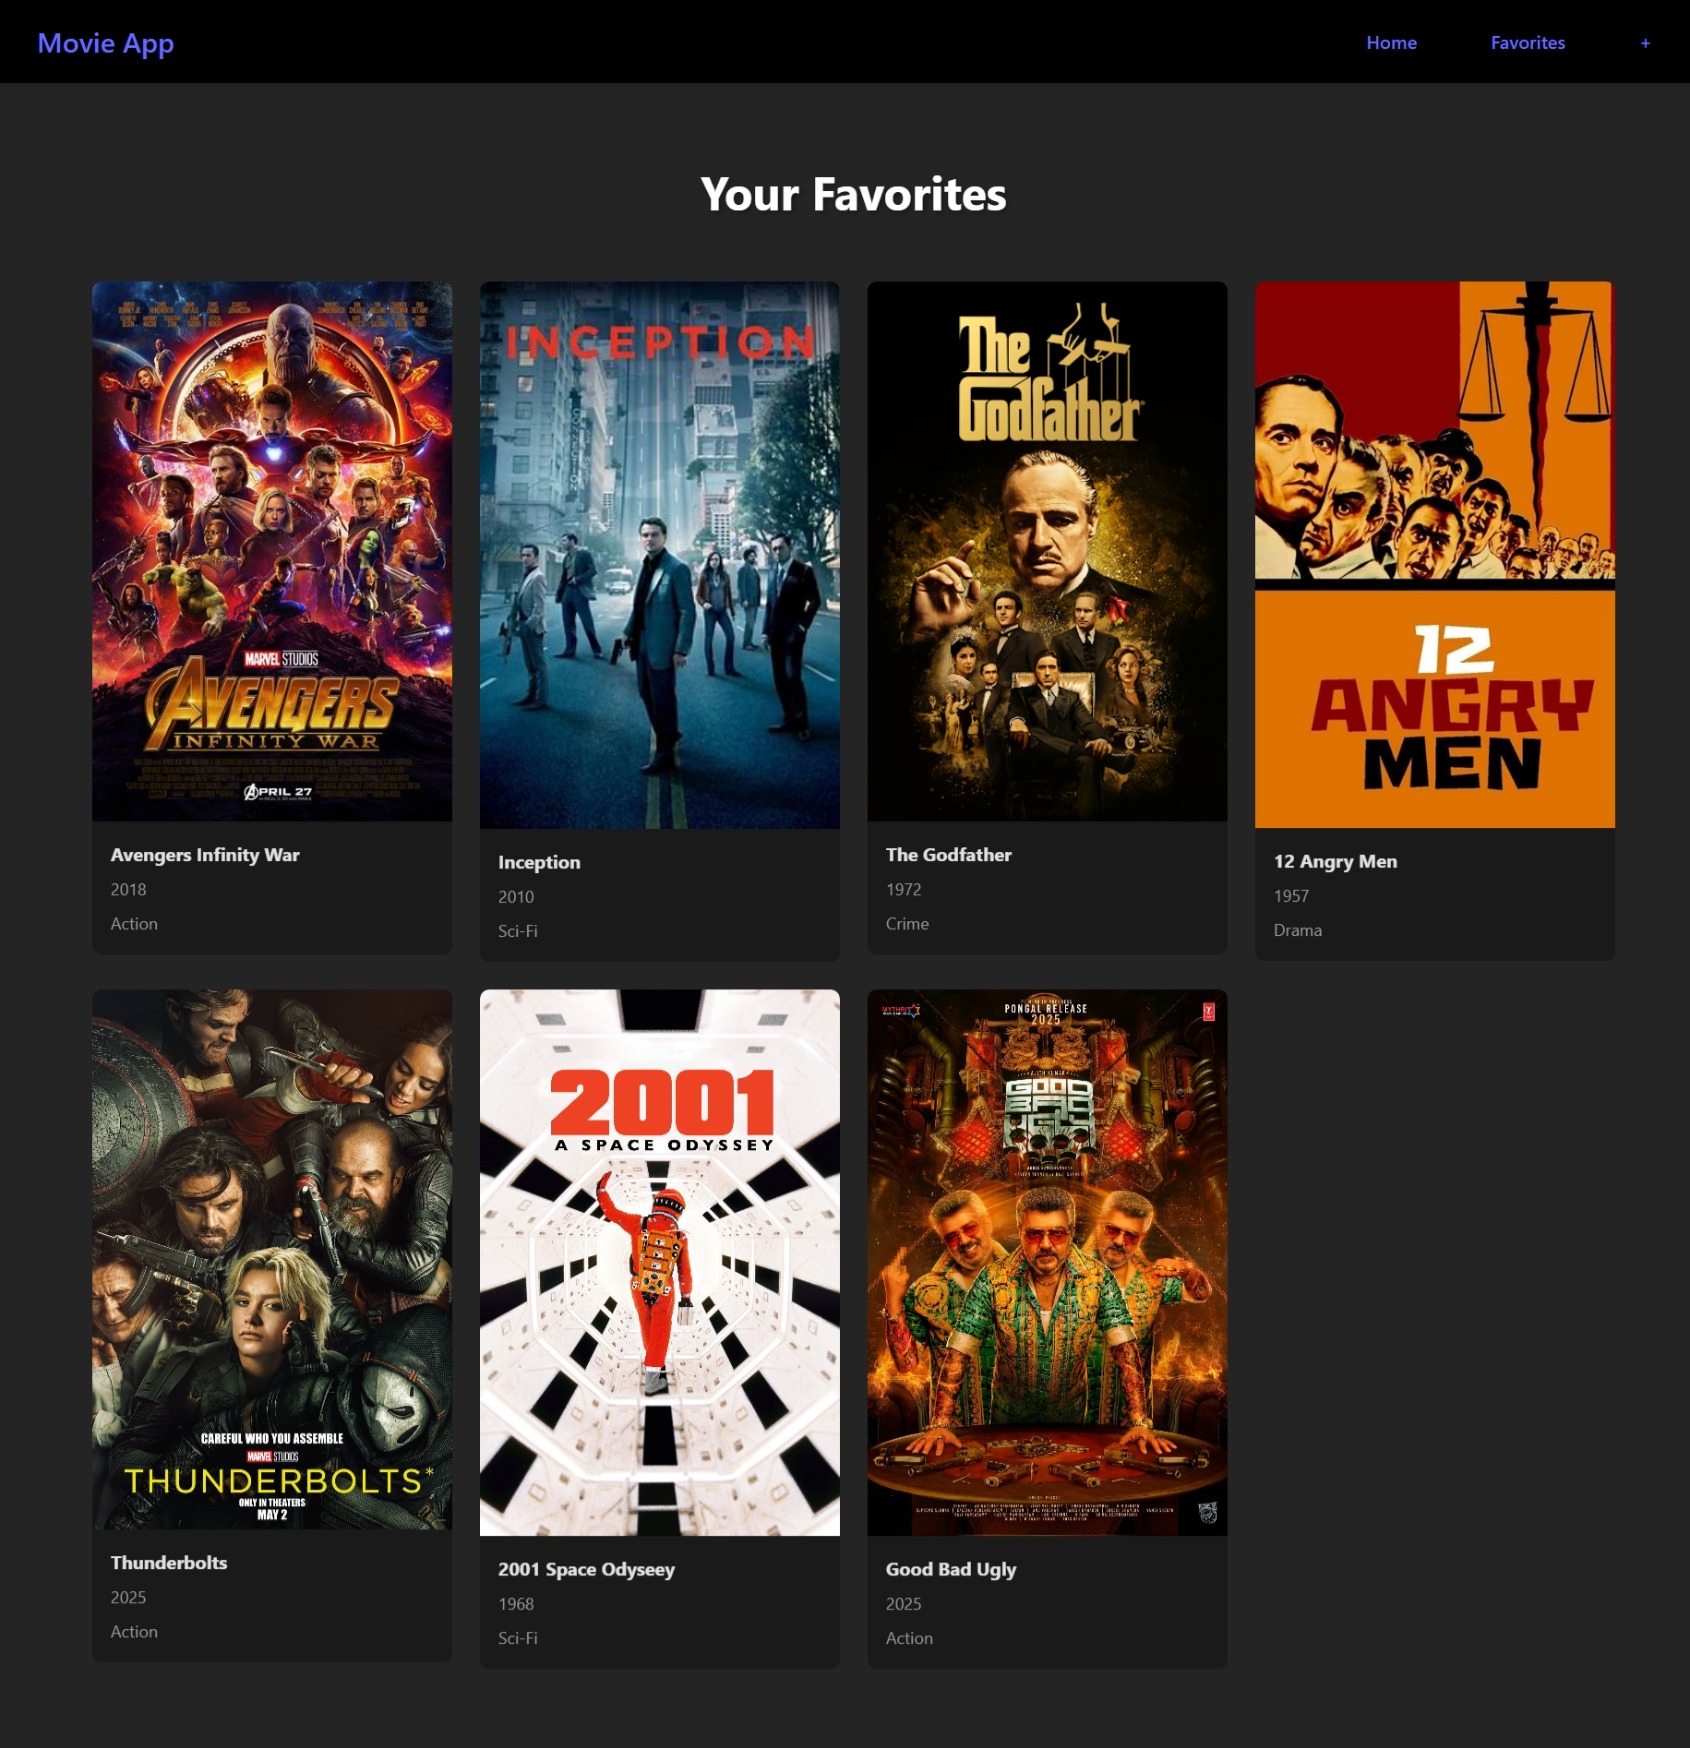 Movie App
Home
Favorites
+
Your Favorites
MARVEL STUDIOS
AVENGERS
INFINITY WAR
APRIL 27
Avengers Infinity War
2018
Action
INCEPTION
Inception
2010
Sci-Fi
The
Godfather
The Godfather
1972
Crime
12
ANGRY
MEN
12 Angry Men
1957
Drama
CAREFUL WHO YOU ASSEMBLE
MARVEL STUDIOS
THUNDERBOLTS*
ONLY IN THEATERS
MAY 2
Thunderbolts
2025
Action
2001
A SPACE ODYSSEY
2001 Space Odyseey
1968
Sci-Fi
MYTHRI
PONGAL RELEASE
2025
AJITH KUMAR
GOOD
BAD
UGLY
Good Bad Ugly
2025
Action